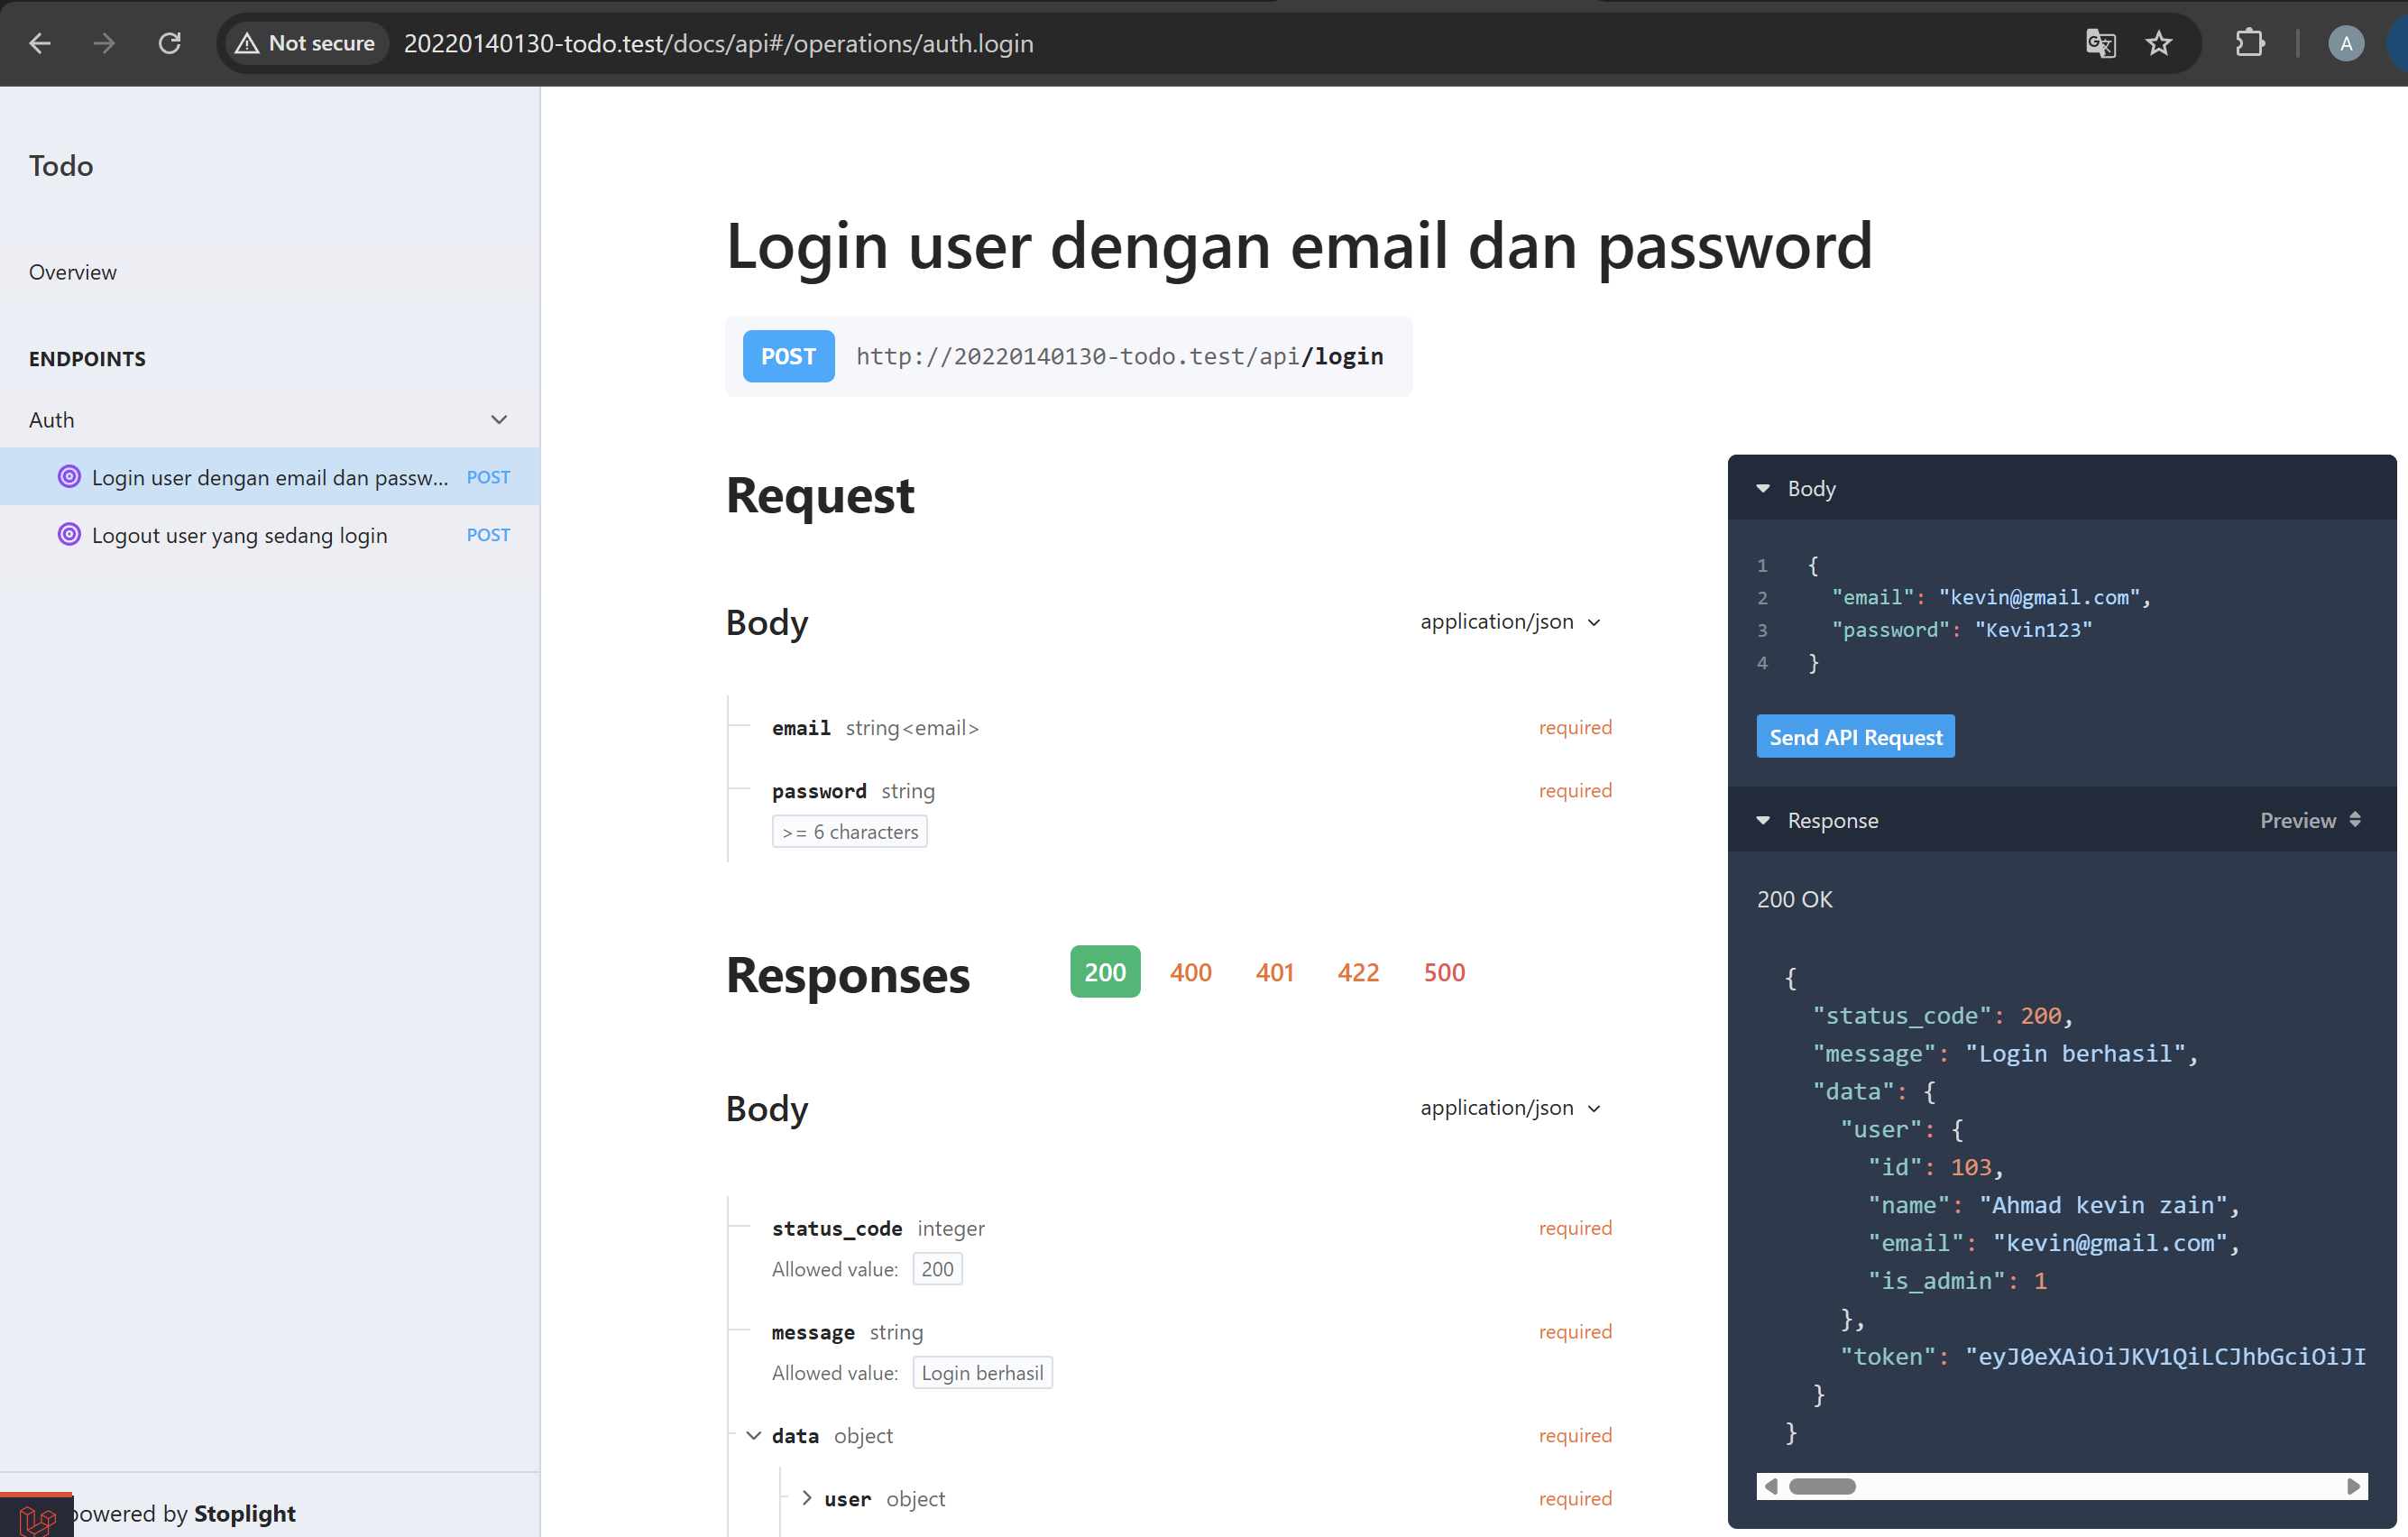 Not secure
20220140130-todo.test/docs/api#/operations/auth.login
A
Todo
Overview
ENDPOINTS
Auth
Login user dengan email dan passw... POST
Logout user yang sedang login POST
powered by Stoplight
Login user dengan email dan password
POST http://20220140130-todo.test/api/login
Request
Body application/json
email string<email> required
password string required
>= 6 characters
Responses 200 400 401 422 500
Body application/json
status_code integer required
Allowed value: 200
message string required
Allowed value: Login berhasil
data object required
user object required
Body
1 {
2 "email": "kevin@gmail.com",
3 "password": "Kevin123"
4 }
Send API Request
Response Preview
200 OK
{
"status_code": 200,
"message": "Login berhasil",
"data": {
"user": {
"id": 103,
"name": "Ahmad kevin zain",
"email": "kevin@gmail.com",
"is_admin": 1
},
"token": "eyJ0eXAiOiJKV1QiLCJhbGciOiJI
}
}